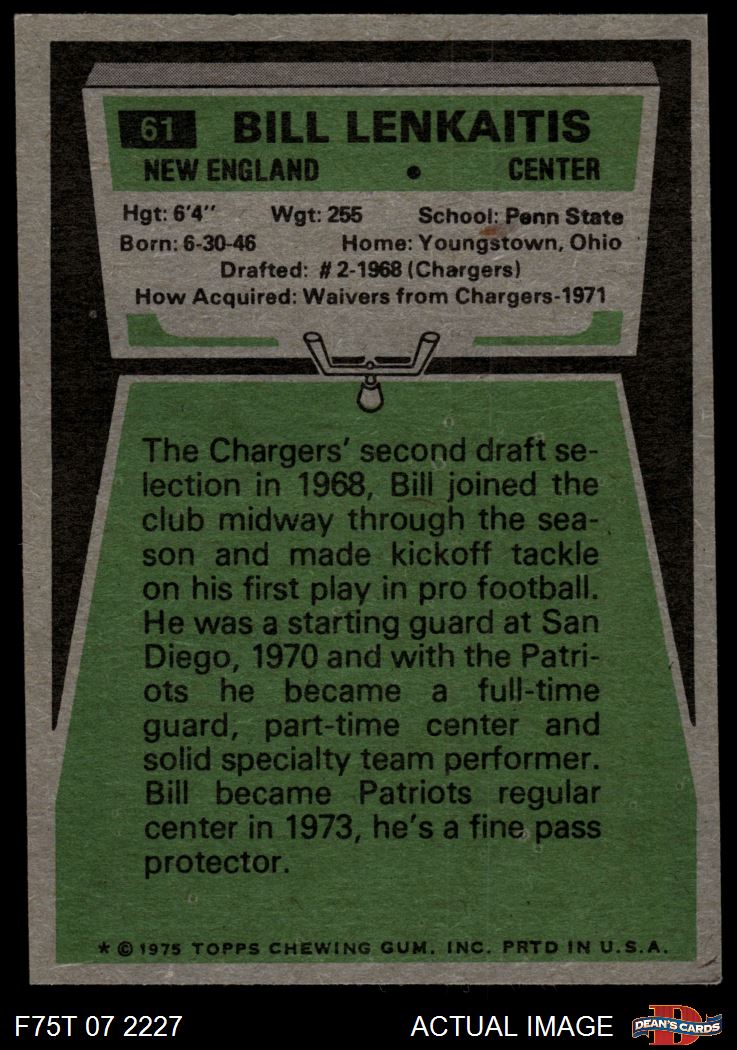 61 BILL LENKAITIS
NEW ENGLAND • CENTER
Hgt: 6'4" Wgt: 255 School: Penn State
Born: 6-30-46 Home: Youngstown, Ohio
Drafted: #2-1968 (Chargers)
How Acquired: Waivers from Chargers-1971
The Chargers' second draft se-
lection in 1968, Bill joined the
club midway through the sea-
son and made kickoff tackle
on his first play in pro football.
He was a starting guard at San
Diego, 1970 and with the Patri-
ots he became a full-time
guard, part-time center and
solid specialty team performer.
Bill became Patriots regular
center in 1973, he's a fine pass
protector.
* © 1975 TOPPS CHEWING GUM, INC. PRTD IN U.S.A.
F75T 07 2227 ACTUAL IMAGE DEAN'S CARDS